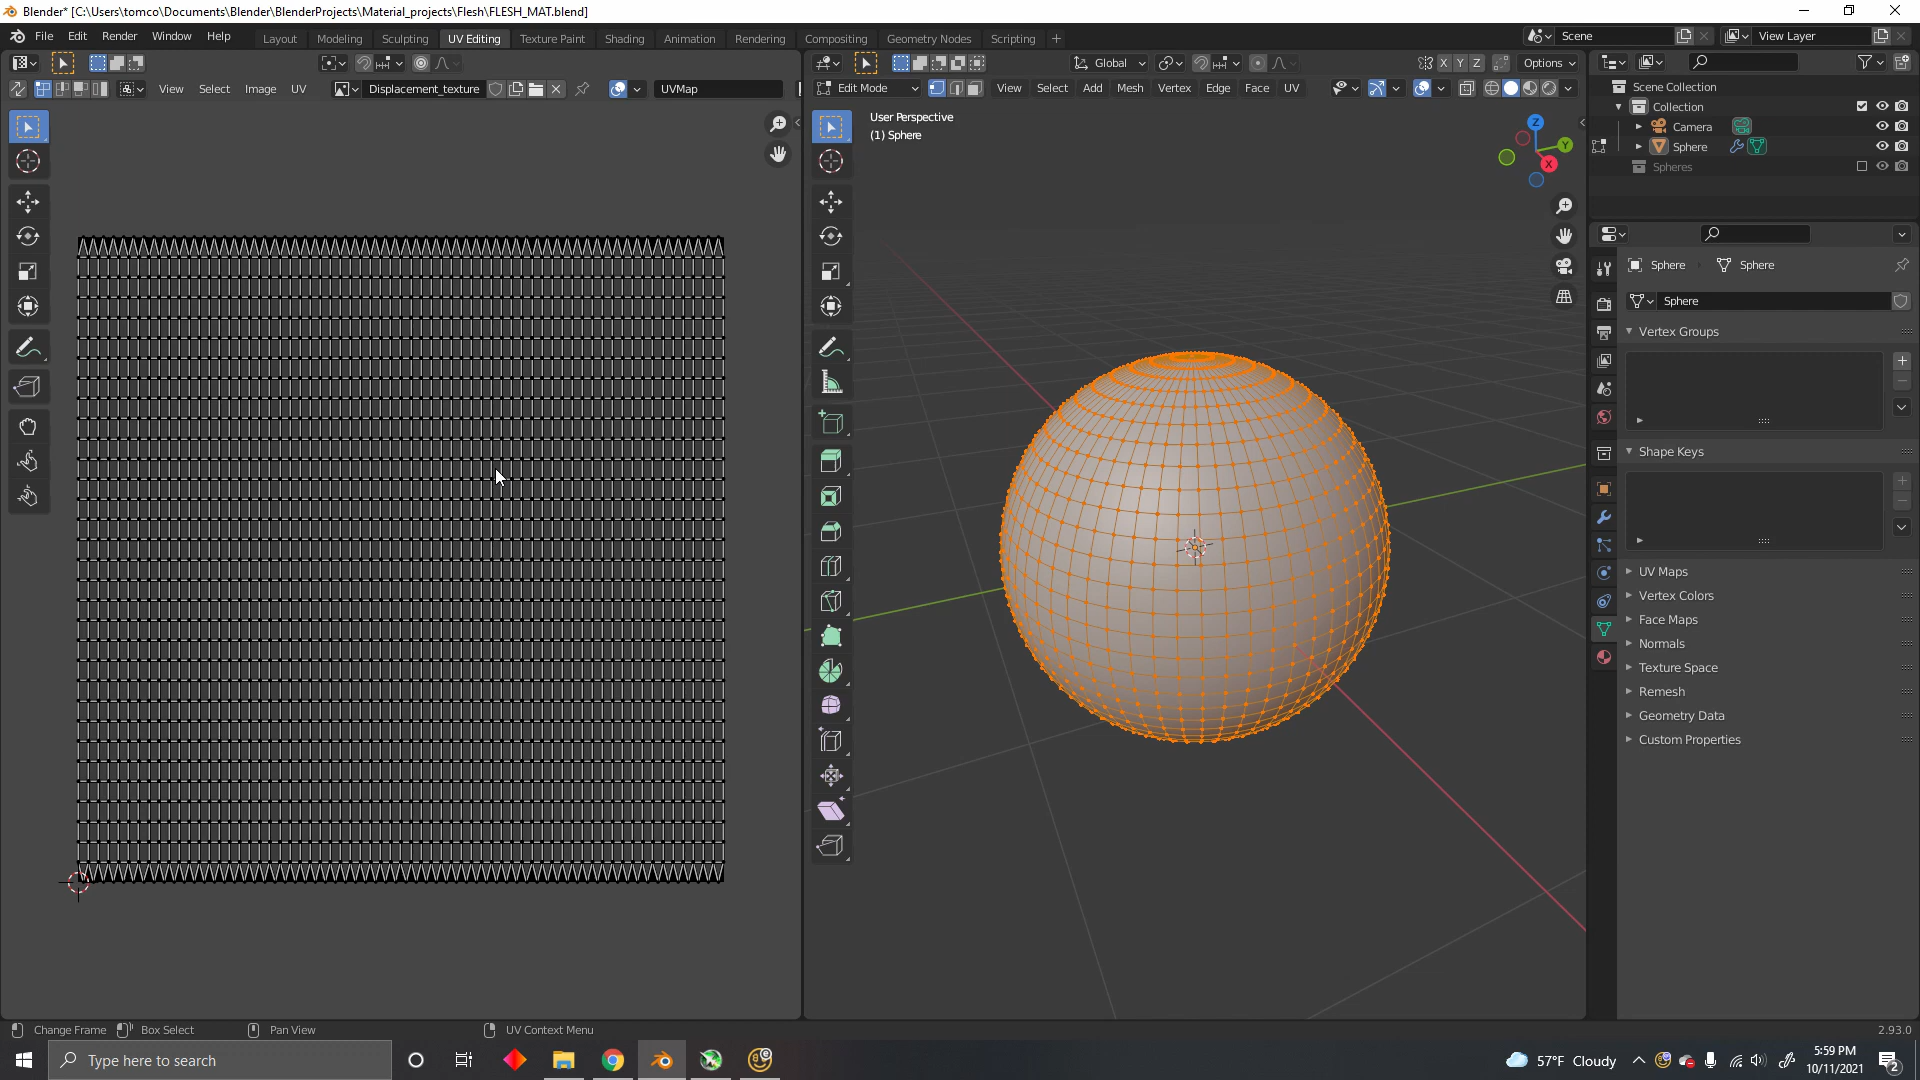 Blender* [C:\Users\tomco\Documents\Blender\BlenderProjects\Material_projects\Flesh\FLESH_MAT.blend]
File Edit Render Window Help
Layout Modeling Sculpting UV Editing Texture Paint Shading Animation Rendering Compositing Geometry Nodes Scripting +
Scene
View Layer
Global
X Y Z
Options
View Select Image UV
Displacement_texture
UVMap
Edit Mode
View Select Add Mesh Vertex Edge Face UV
Scene Collection
Collection
Camera
Sphere
Spheres
User Perspective
(1) Sphere
Z
Y
X
Sphere
Sphere
Sphere
Vertex Groups
Shape Keys
UV Maps
Vertex Colors
Face Maps
Normals
Texture Space
Remesh
Geometry Data
Custom Properties
Change Frame
Box Select
Pan View
UV Context Menu
2.93.0
Type here to search
57°F Cloudy
5:59 PM
10/11/2021
2